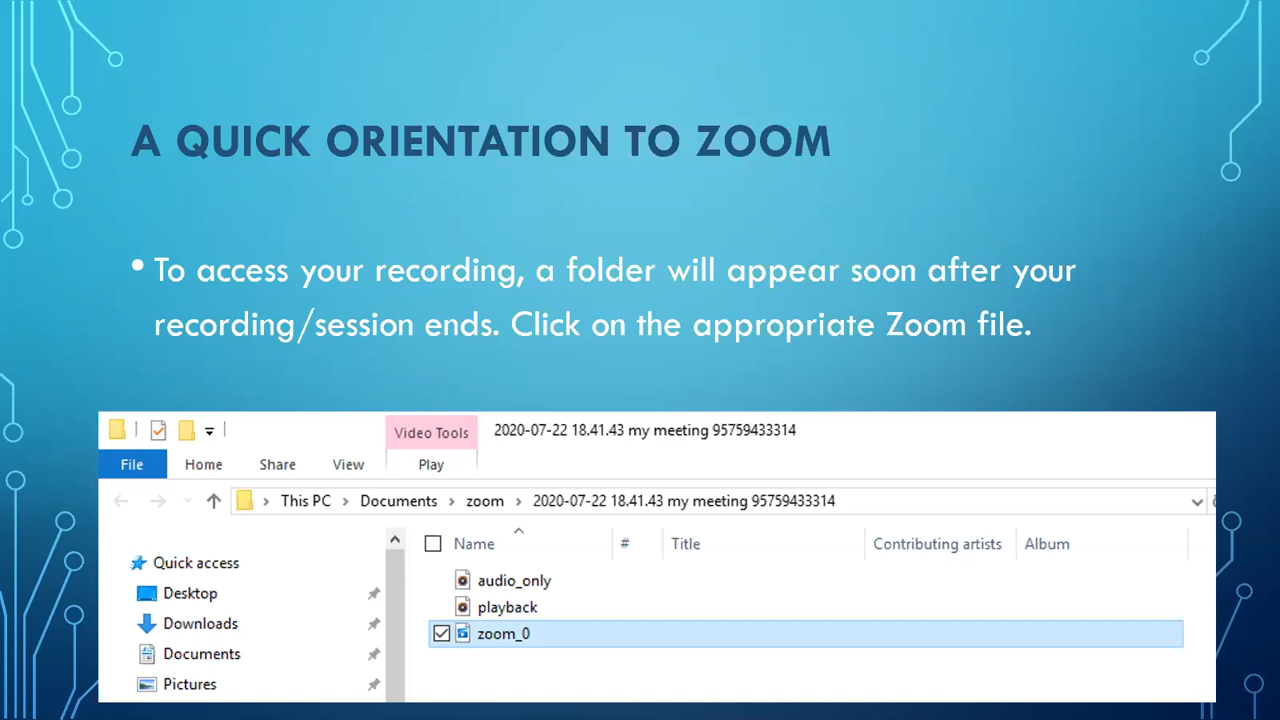 A QUICK ORIENTATION TO ZOOM
• To access your recording, a folder will appear soon after your
recording/session ends. Click on the appropriate Zoom file.
Video Tools 2020-07-22 18.41.43 my meeting 95759433314
File Home Share View Play
This PC > Documents > zoom > 2020-07-22 18.41.43 my meeting 95759433314
Name # Title Contributing artists Album
Quick access
audio_only
Desktop
playback
Downloads
zoom_0
Documents
Pictures